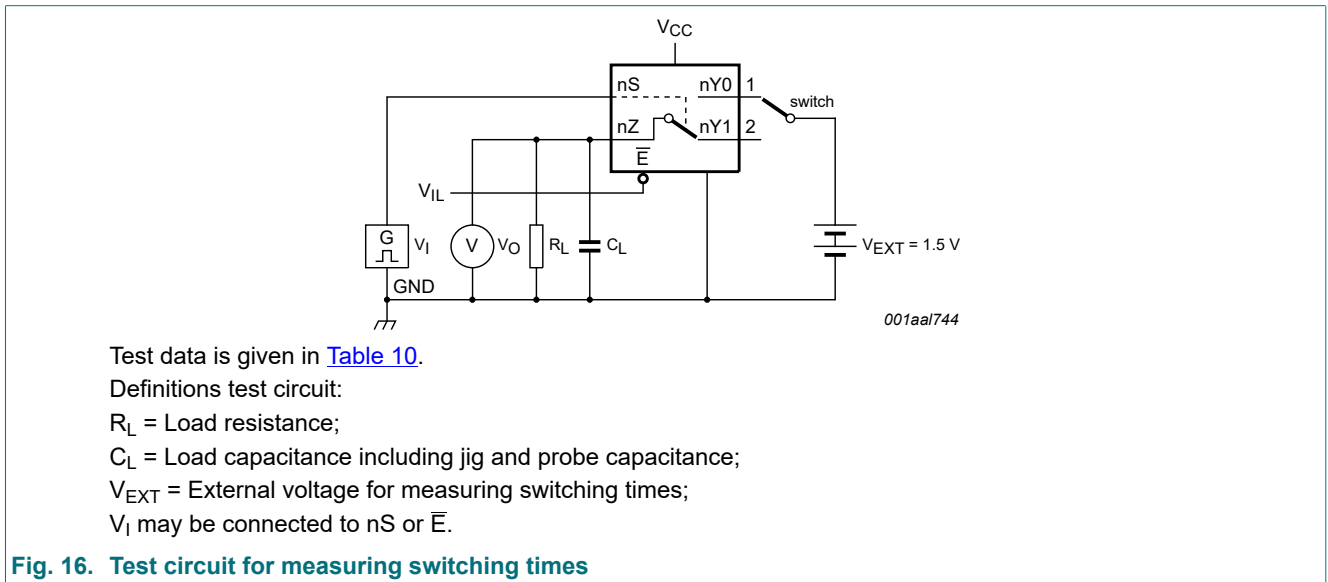 VCC
nS
nY0
1
switch
nZ
nY1
2
E
VIL
G
VI
V
VO
RL
CL
VEXT = 1.5 V
GND
001aal744
Test data is given in Table 10.
Definitions test circuit:
RL = Load resistance;
CL = Load capacitance including jig and probe capacitance;
VEXT = External voltage for measuring switching times;
VI may be connected to nS or E.
Fig. 16. Test circuit for measuring switching times